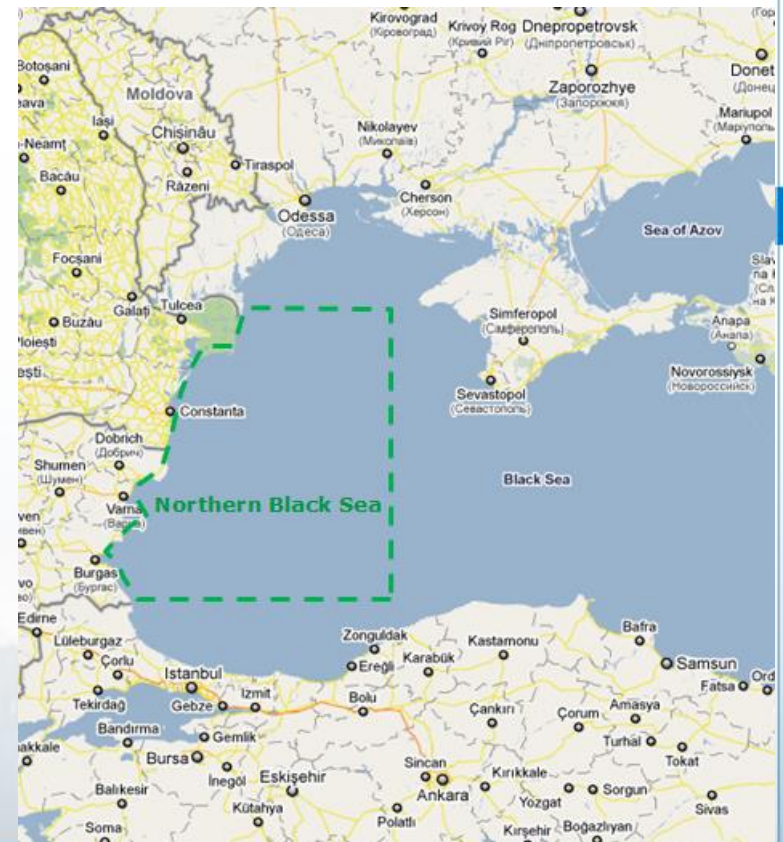 Kirovograd
(Кіровоград)
Krivoy Rog
(Кривий Ріг)
Dnepropetrovsk
(Дніпропетровськ)
Donet
(Донец
Zaporozhye
(Запоріжжя)
Mariupol
(Маріуполь
Botoşani
Moldova
Iaşi
Chişinău
Nikolayev
(Миколаїв)
-Neamţ
Tiraspol
Răzeni
Bacău
Cherson
(Херсон)
Odessa
(Одеса)
Sea of Azov
Focşani
Galaţi
Tulcea
Buzău
Ploieşti
Simferopol
(Сімферополь)
Anapa
(Анапа)
eşti
Sevastopol
(Севастополь)
Novorossiysk
(Новороссийск)
Constanta
Dobrich
(Добрич)
Shumen
(Шумен)
Black Sea
Varna
(Варна)
Northern Black Sea
Burgas
(Бургас)
Edirne
Lüleburgaz
Çorlu
Istanbul
Zonguldak
Ereğli
Karabük
Kastamonu
Bafra
Samsun
Fatsa
Ord
Tekirdağ
Gebze
Izmit
Bolu
Çankırı
Çorum
Amasya
Bandırma
Gemlik
Turhal
Tokat
akkale
Bursa
İnegöl
Eskişehir
Sincan
Ankara
Kırıkkale
Sorgun
Balıkesir
Yozgat
Sivas
Kütahya
Polatlı
Soma
Kırşehir
Boğazlıyan